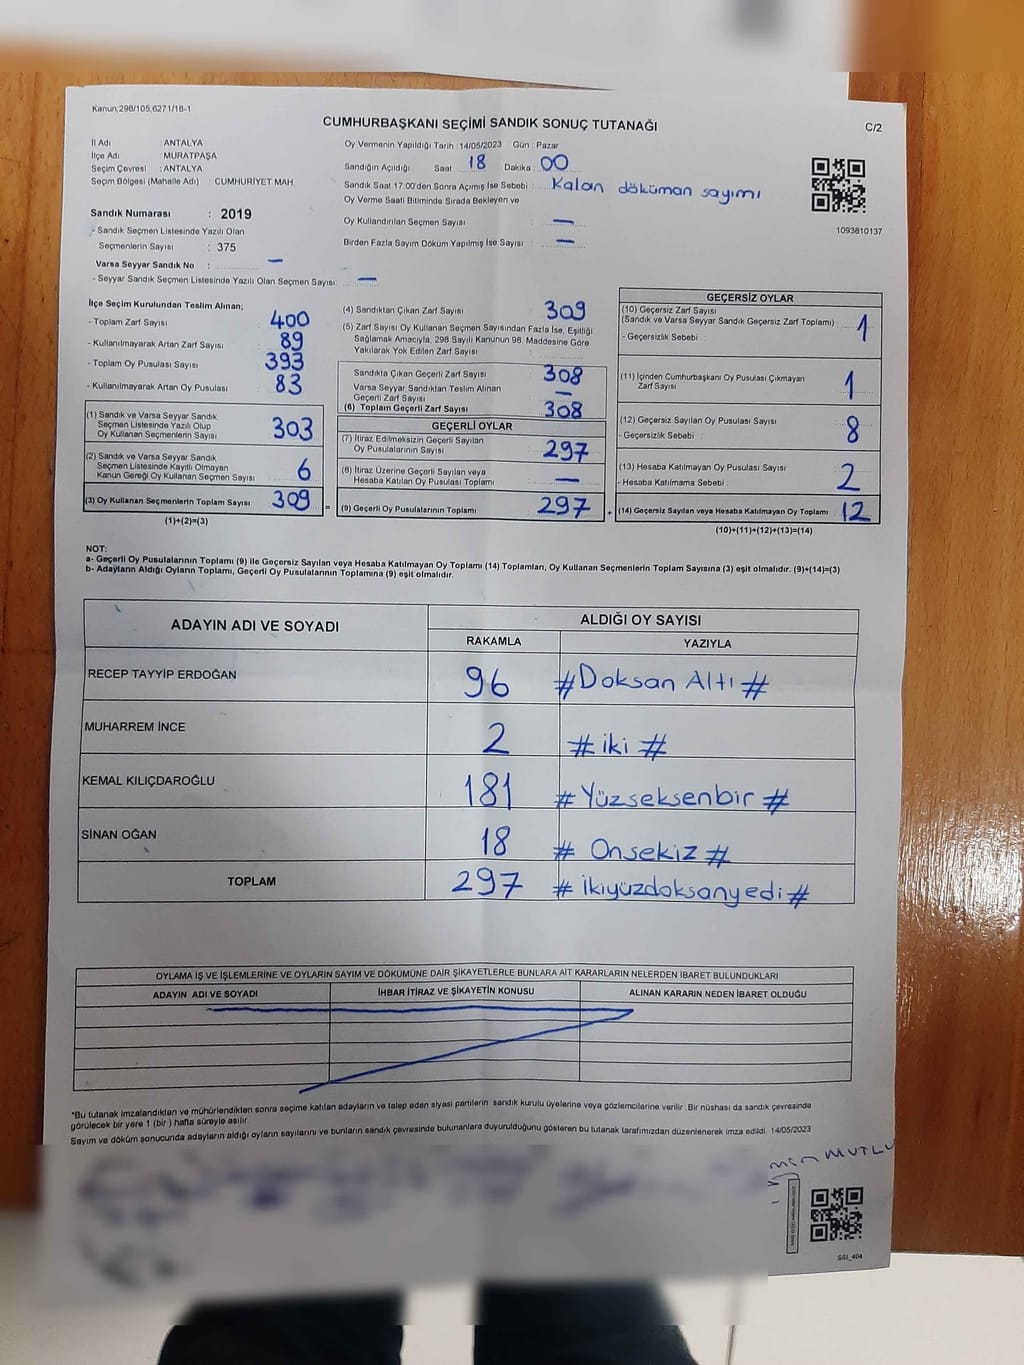 Kanun:298/105,6271/18-1
CUMHURBAŞKANI SEÇİMİ SANDIK SONUÇ TUTANAĞI
C/2
İl Adı : ANTALYA
İlçe Adı : MURATPAŞA
Seçim Çevresi : ANTALYA
Seçim Bölgesi (Mahalle Adı) CUMHURİYET MAH.
Sandık Numarası : 2019
- Sandık Seçmen Listesinde Yazılı Olan
Seçmenlerin Sayısı : 375
Varsa Seyyar Sandık No : —
- Seyyar Sandık Seçmen Listesinde Yazılı Olan Seçmen Sayısı: —
Oy Vermenin Yapıldığı Tarih : 14/05/2023 Gün : Pazar
Sandığın Açıldığı Saat 18 Dakika : 00
Sandık Saat 17:00'den Sonra Açımış İse Sebebi : Kalan döküman sayımı
Oy Verme Saati Bitiminde Sırada Bekleyen ve
Oy Kullandırılan Seçmen Sayısı : —
Birden Fazla Sayım Döküm Yapılmış İse Sayısı : —
1093810137
İlçe Seçim Kurulundan Teslim Alınan;
- Toplam Zarf Sayısı : 400
- Kullanılmayarak Artan Zarf Sayısı : 89
- Toplam Oy Pusulası Sayısı : 393
- Kullanılmayarak Artan Oy Pusulası : 83
(1) Sandık ve Varsa Seyyar Sandık
Seçmen Listesinde Yazılı Olup
Oy Kullanan Seçmenlerin Sayısı 303
(2) Sandık ve Varsa Seyyar Sandık
Seçmen Listesinde Kayıtlı Olmayan
Kanun Gereği Oy Kullanan Seçmen Sayısı 6
(3) Oy Kullanan Seçmenlerin Toplam Sayısı 309
(1)+(2)=(3)
(4) Sandıktan Çıkan Zarf Sayısı 309
(5) Zarf Sayısı Oy Kullanan Seçmen Sayısından Fazla İse, Eşitliği
Sağlamak Amacıyla, 298 Sayılı Kanunun 98. Maddesine Göre
Yakılarak Yok Edilen Zarf Sayısı :
Sandıkta Çıkan Geçerli Zarf Sayısı 308
Varsa Seyyar Sandıktan Teslim Alınan
Geçerli Zarf Sayısı —
(6) Toplam Geçerli Zarf Sayısı 308
GEÇERLİ OYLAR
(7) İtiraz Edilmeksizin Geçerli Sayılan
Oy Pusulalarının Sayısı 297
(8) İtiraz Üzerine Geçerli Sayılan veya
Hesaba Katılan Oy Pusulası Toplamı —
(9) Geçerli Oy Pusulalarının Toplamı 297
GEÇERSİZ OYLAR
(10) Geçersiz Zarf Sayısı
(Sandık ve Varsa Seyyar Sandık Geçersiz Zarf Toplamı) 1
- Geçersizlik Sebebi :
(11) İçinden Cumhurbaşkanı Oy Pusulası Çıkmayan
Zarf Sayısı 1
(12) Geçersiz Sayılan Oy Pusulası Sayısı 8
- Geçersizlik Sebebi :
(13) Hesaba Katılmayan Oy Pusulası Sayısı 2
- Hesaba Katılmama Sebebi :
(14) Geçersiz Sayılan veya Hesaba Katılmayan Oy Toplamı 12
(10)+(11)+(12)+(13)=(14)
NOT:
a- Geçerli Oy Pusulalarının Toplamı (9) ile Geçersiz Sayılan veya Hesaba Katılmayan Oy Toplamı (14) Toplamları, Oy Kullanan Seçmenlerin Toplam Sayısına (3) eşit olmalıdır. (9)+(14)=(3)
b- Adayların Aldığı Oyların Toplamı, Geçerli Oy Pusulalarının Toplamına (9) eşit olmalıdır.
ADAYIN ADI VE SOYADI ALDIĞI OY SAYISI
RAKAMLA YAZIYLA
RECEP TAYYİP ERDOĞAN 96 #Doksan Altı#
MUHARREM İNCE 2 #iki#
KEMAL KILIÇDAROĞLU 181 #Yüzseksenbir#
SİNAN OĞAN 18 #Onsekiz#
TOPLAM 297 #ikiyüzdoksanyedi#
OYLAMA İŞ VE İŞLEMLERİNE VE OYLARIN SAYIM VE DÖKÜMÜNE DAİR ŞİKAYETLERLE BUNLARA AİT KARARLARIN NELERDEN İBARET BULUNDUKLARI
ADAYIN ADI VE SOYADI İHBAR İTİRAZ VE ŞİKAYETİN KONUSU ALINAN KARARIN NEDEN İBARET OLDUĞU
*Bu tutanak imzalandıktan ve mühürlendikten sonra seçime katılan adayların ve talep eden siyasi partilerin sandık kurulu üyelerine veya gözlemcilerine verilir. Bir nüshası da sandık çevresinde
görülecek bir yere 1 (bir) hafta süreyle asılır.
Sayım ve döküm sonucunda adayların aldığı oyların sayılarını ve bunların sandık çevresinde bulunanlara duyurulduğunu gösteren bu tutanak tarafımızdan düzenlenerek imza edildi. 14/05/2023
MUTLU
SGI_404